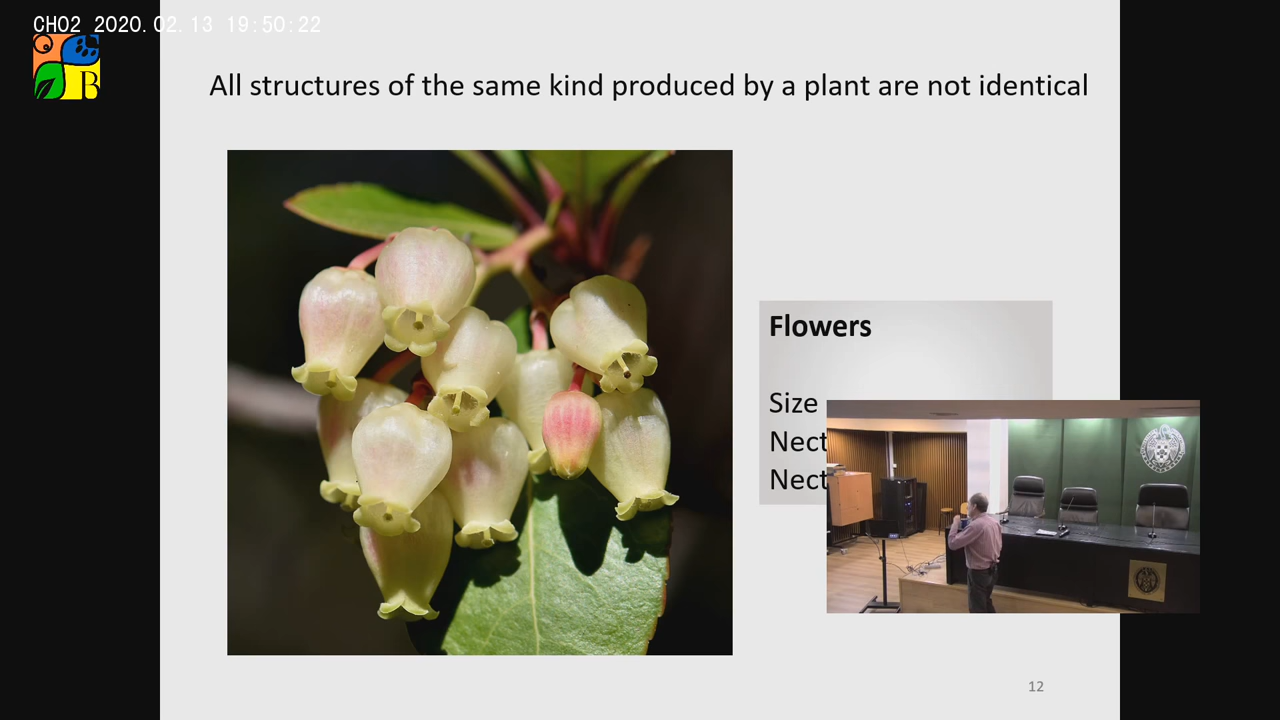 CH02 2020.02.13 19:50:22
B
All structures of the same kind produced by a plant are not identical
Flowers
Size
Nect
Nect
12